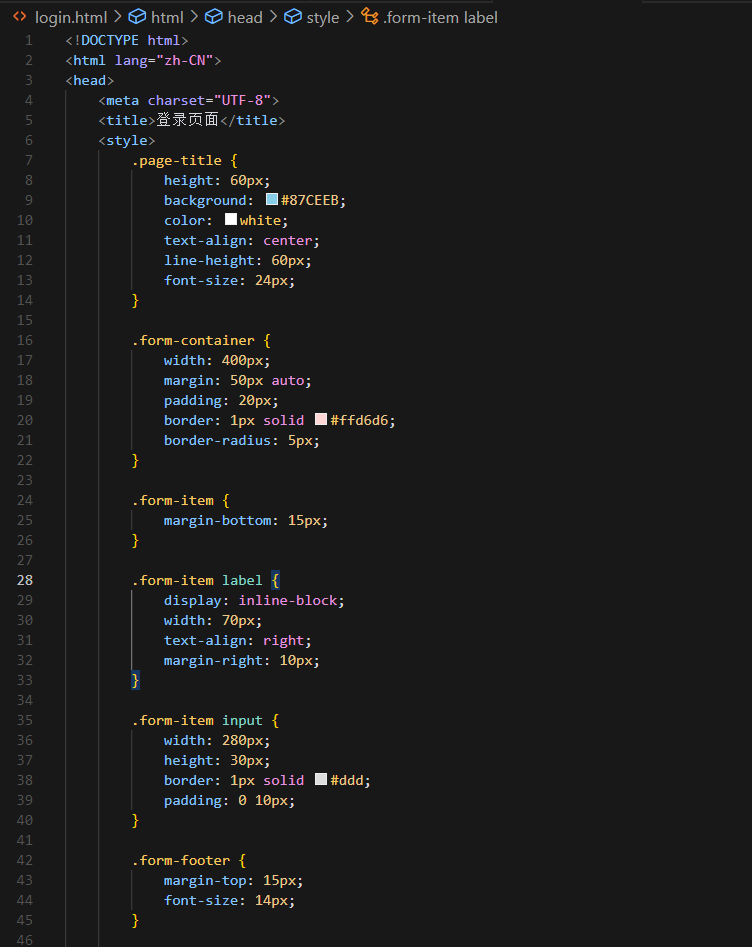 login.html > html > head > style > .form-item label
1 <!DOCTYPE html>
2 <html lang="zh-CN">
3 <head>
4 <meta charset="UTF-8">
5 <title>登录页面</title>
6 <style>
7 .page-title {
8 height: 60px;
9 background: #87CEEB;
10 color: white;
11 text-align: center;
12 line-height: 60px;
13 font-size: 24px;
14 }
15
16 .form-container {
17 width: 400px;
18 margin: 50px auto;
19 padding: 20px;
20 border: 1px solid #ffd6d6;
21 border-radius: 5px;
22 }
23
24 .form-item {
25 margin-bottom: 15px;
26 }
27
28 .form-item label {
29 display: inline-block;
30 width: 70px;
31 text-align: right;
32 margin-right: 10px;
33 }
34
35 .form-item input {
36 width: 280px;
37 height: 30px;
38 border: 1px solid #ddd;
39 padding: 0 10px;
40 }
41
42 .form-footer {
43 margin-top: 15px;
44 font-size: 14px;
45 }
46